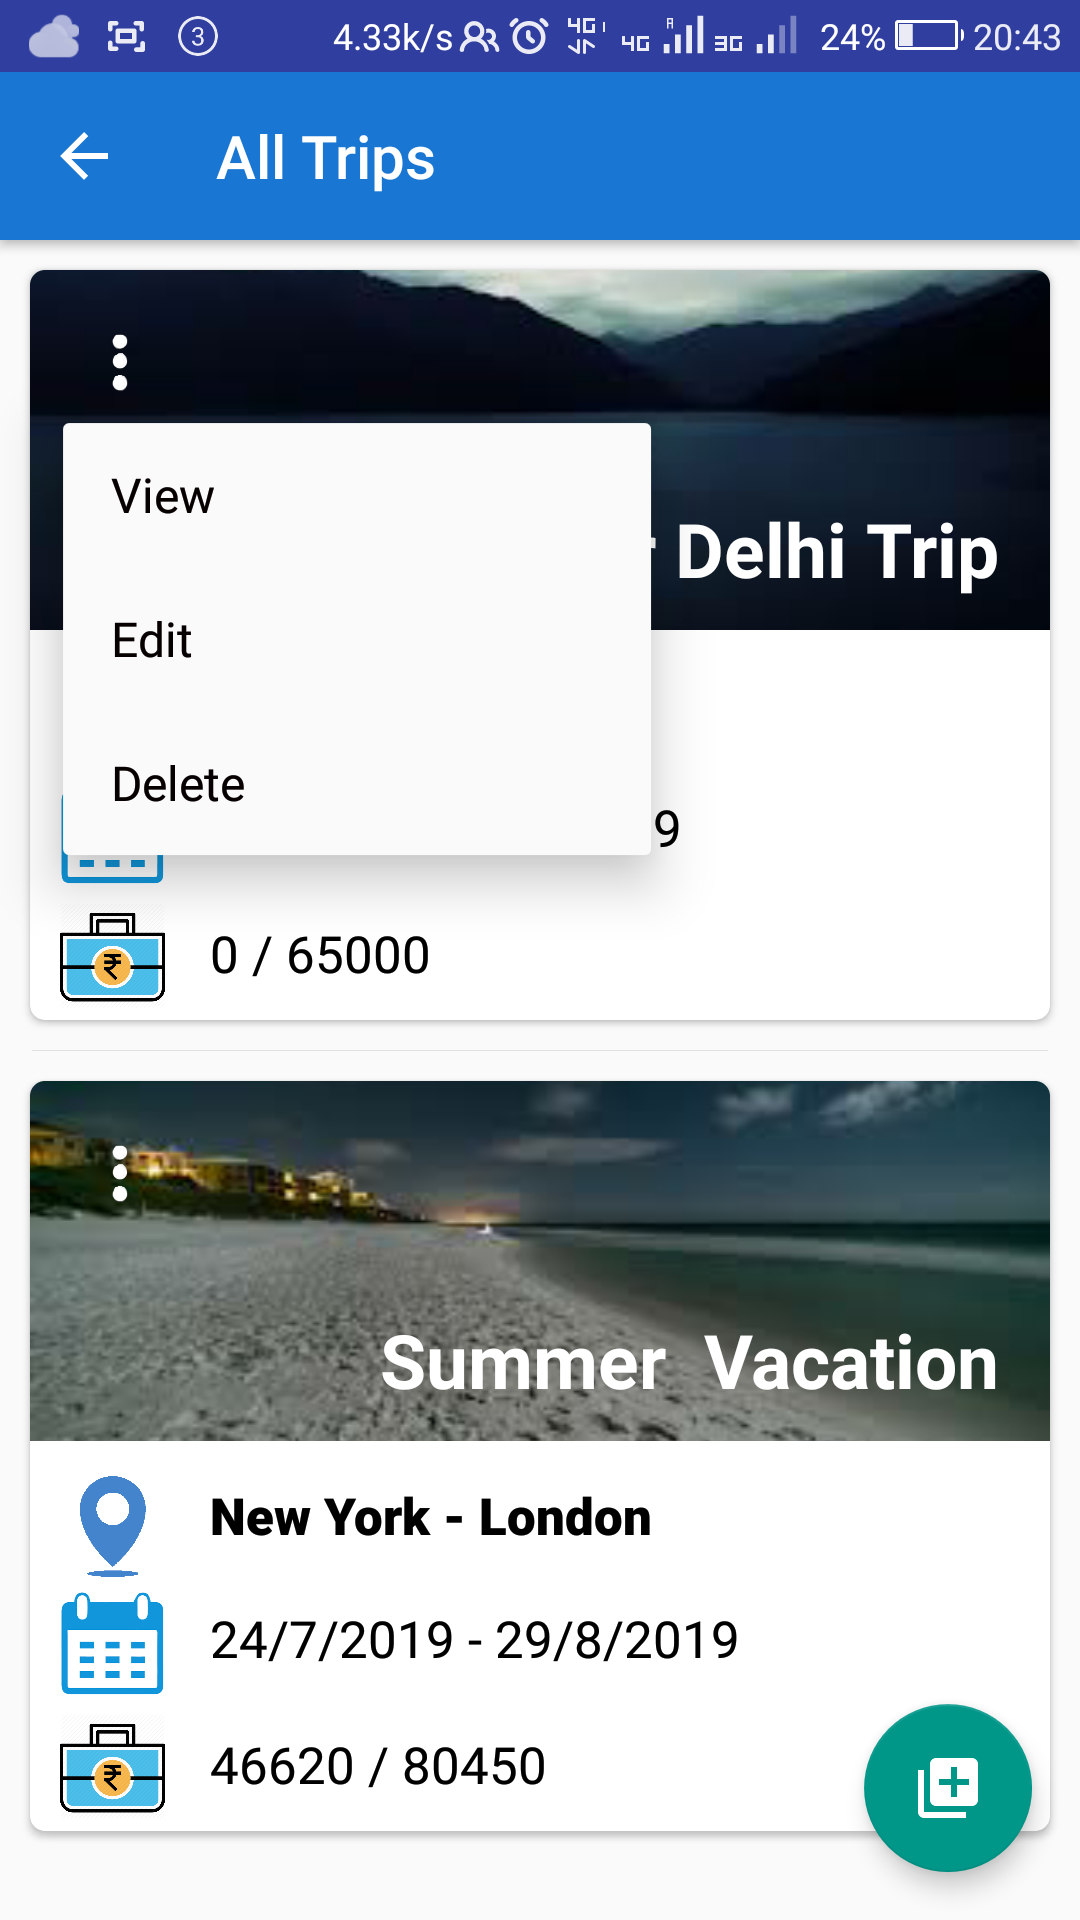 3 4.33k/s 4G 4G R 3G 24% 20:43
All Trips
View
Delhi Trip
Edit
Delete
9
₹ 0 / 65000
Summer Vacation
New York - London
24/7/2019 - 29/8/2019
₹ 46620 / 80450